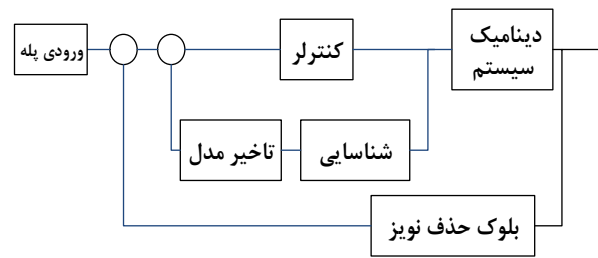 ورودی پله
کنترلر
دینامیک
سیستم
تاخیر مدل
شناسایی
بلوک حذف نویز